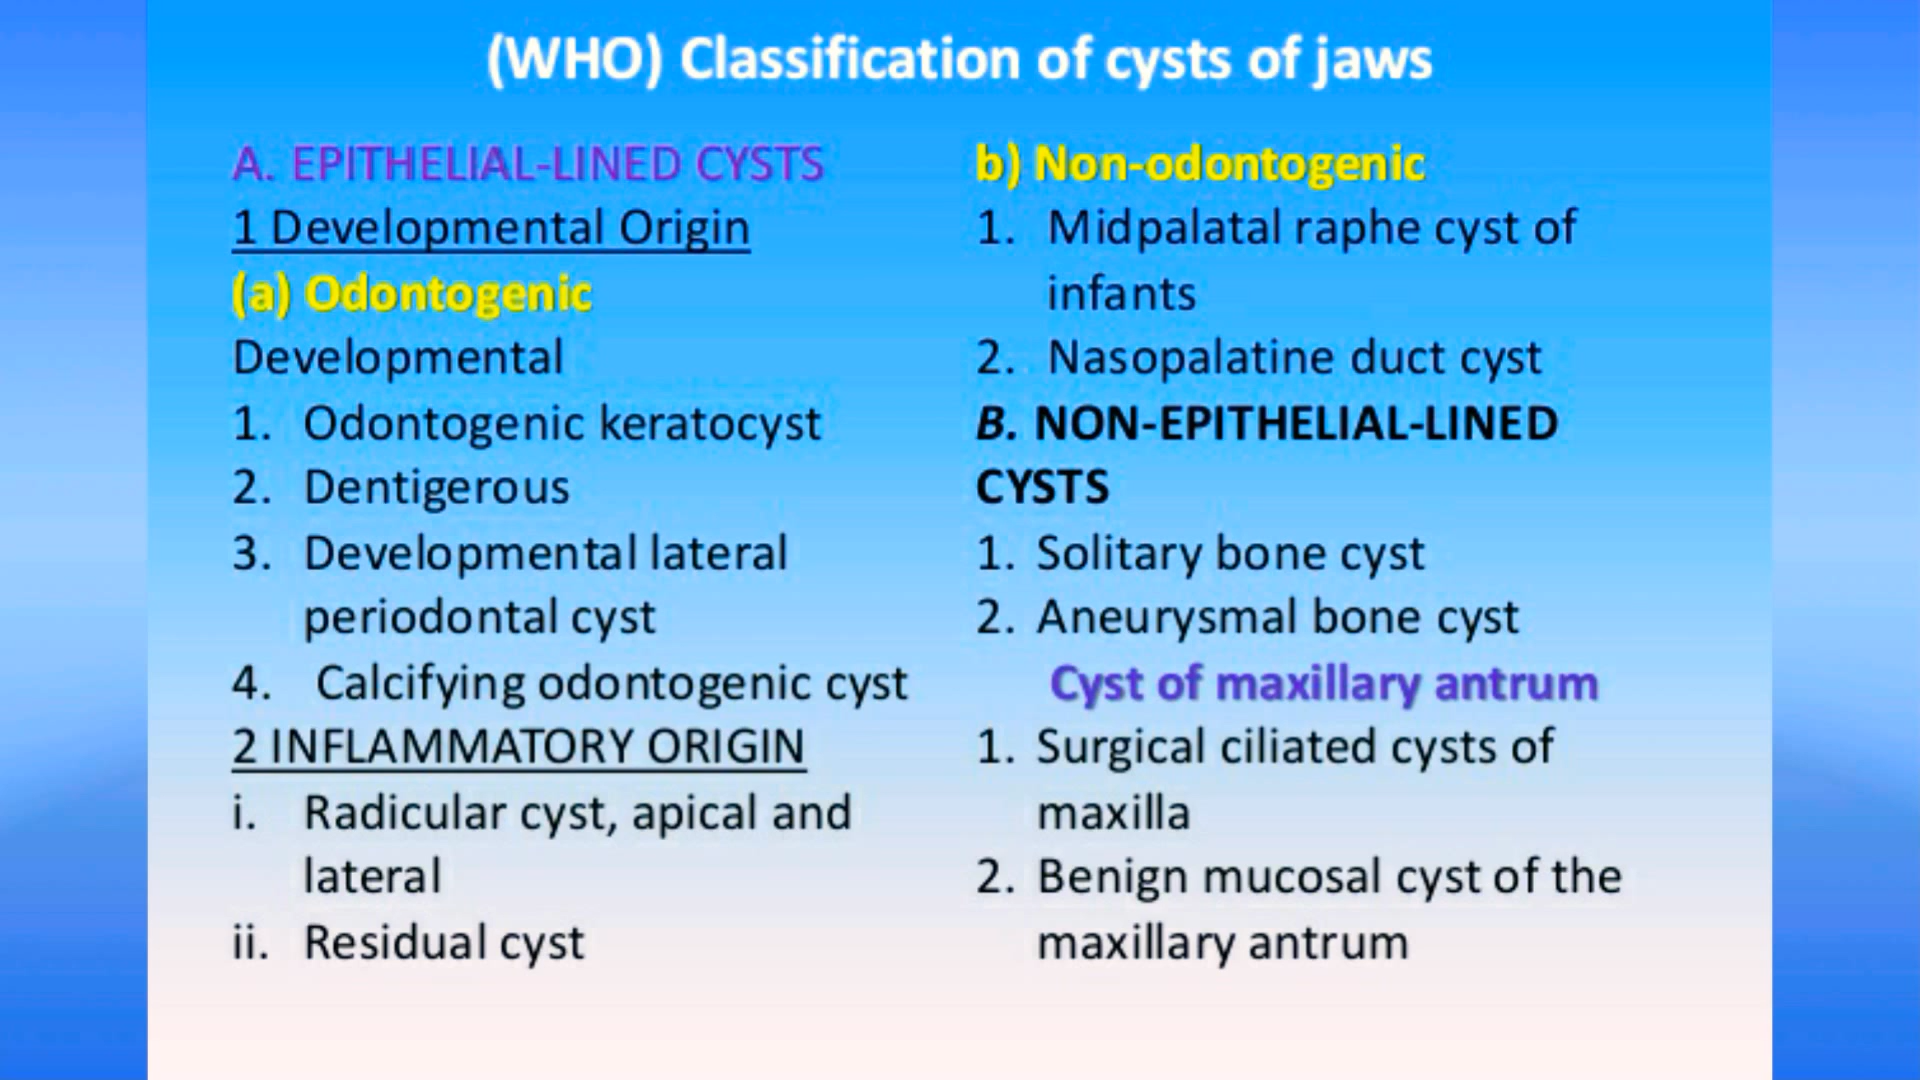 (WHO) Classification of cysts of jaws
A. EPITHELIAL-LINED CYSTS
1 Developmental Origin
(a) Odontogenic
Developmental
1. Odontogenic keratocyst
2. Dentigerous
3. Developmental lateral
periodontal cyst
4. Calcifying odontogenic cyst
2 INFLAMMATORY ORIGIN
i. Radicular cyst, apical and
lateral
ii. Residual cyst
b) Non-odontogenic
1. Midpalatal raphe cyst of
infants
2. Nasopalatine duct cyst
B. NON-EPITHELIAL-LINED
CYSTS
1. Solitary bone cyst
2. Aneurysmal bone cyst
Cyst of maxillary antrum
1. Surgical ciliated cysts of
maxilla
2. Benign mucosal cyst of the
maxillary antrum